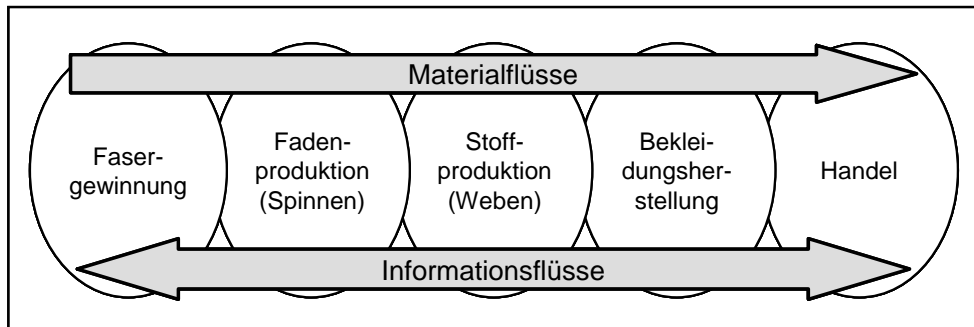 Materialflüsse
Faser-
gewinnung
Faden-
produktion
(Spinnen)
Stoff-
produktion
(Weben)
Beklei-
dungsher-
stellung
Handel
Informationsflüsse